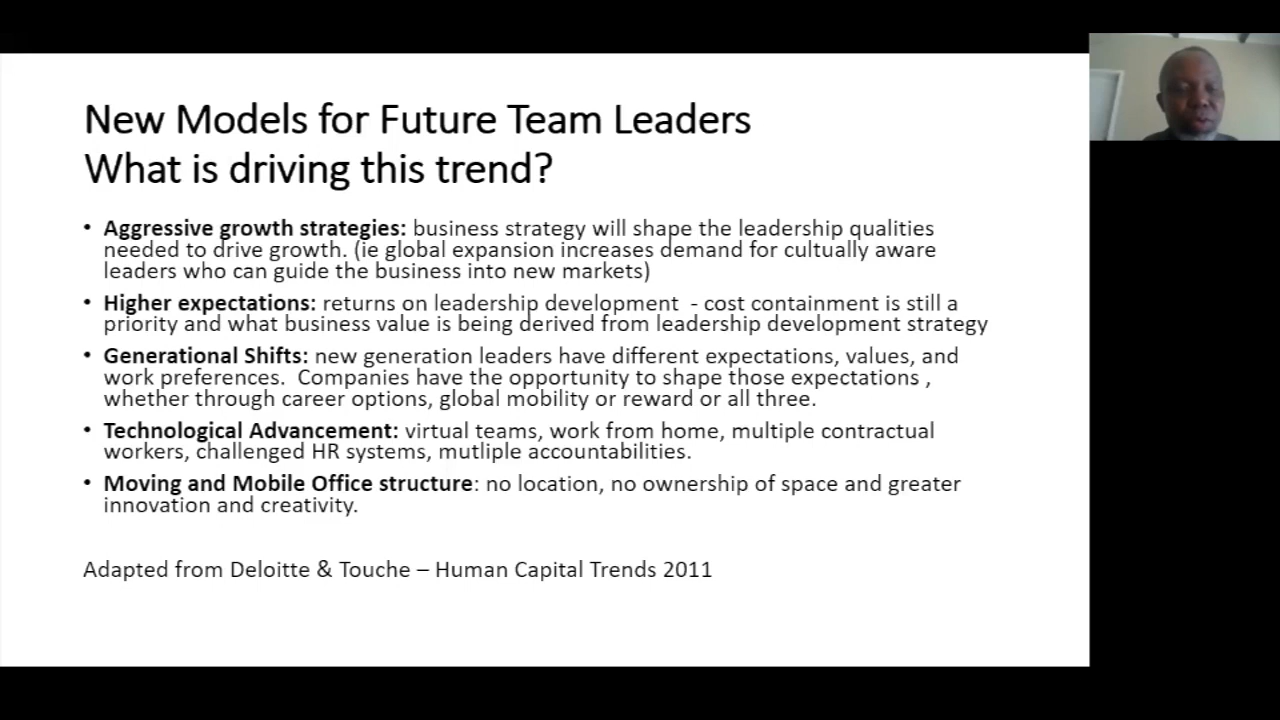 New Models for Future Team Leaders
What is driving this trend?
• Aggressive growth strategies: business strategy will shape the leadership qualities
needed to drive growth. (ie global expansion increases demand for cultually aware
leaders who can guide the business into new markets)
• Higher expectations: returns on leadership development  - cost containment is still a
priority and what business value is being derived from leadership development strategy
• Generational Shifts: new generation leaders have different expectations, values, and
work preferences.  Companies have the opportunity to shape those expectations ,
whether through career options, global mobility or reward or all three.
• Technological Advancement: virtual teams, work from home, multiple contractual
workers, challenged HR systems, mutliple accountabilities.
• Moving and Mobile Office structure: no location, no ownership of space and greater
innovation and creativity.
Adapted from Deloitte & Touche – Human Capital Trends 2011